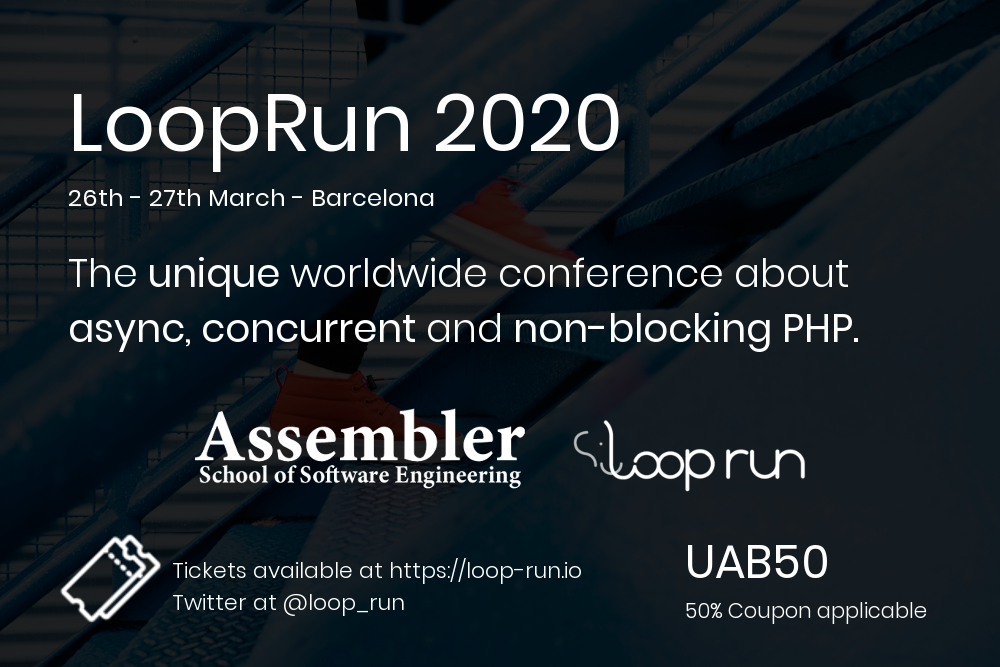 LoopRun 2020
26th - 27th March - Barcelona
The unique worldwide conference about
async, concurrent and non-blocking PHP.
Assembler
School of Software Engineering
Loop run
Tickets available at https://loop-run.io
Twitter at @loop_run
UAB50
50% Coupon applicable